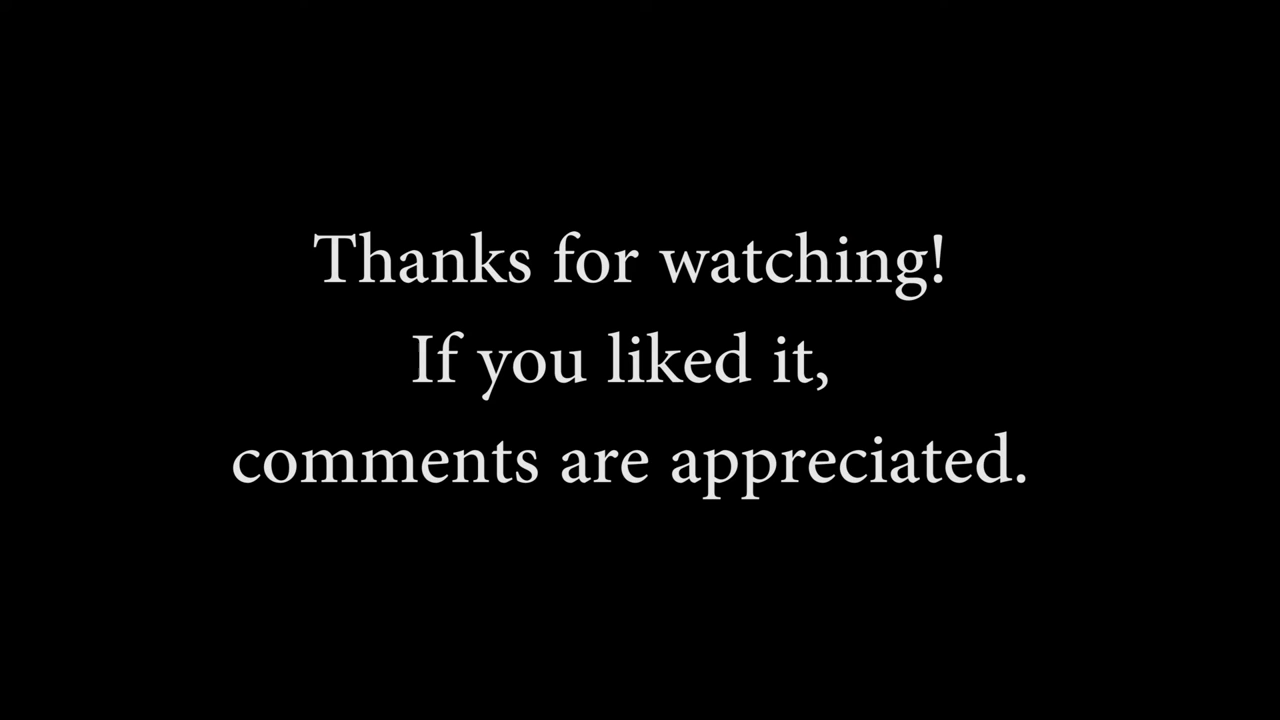 Thanks for watching!
If you liked it,
comments are appreciated.